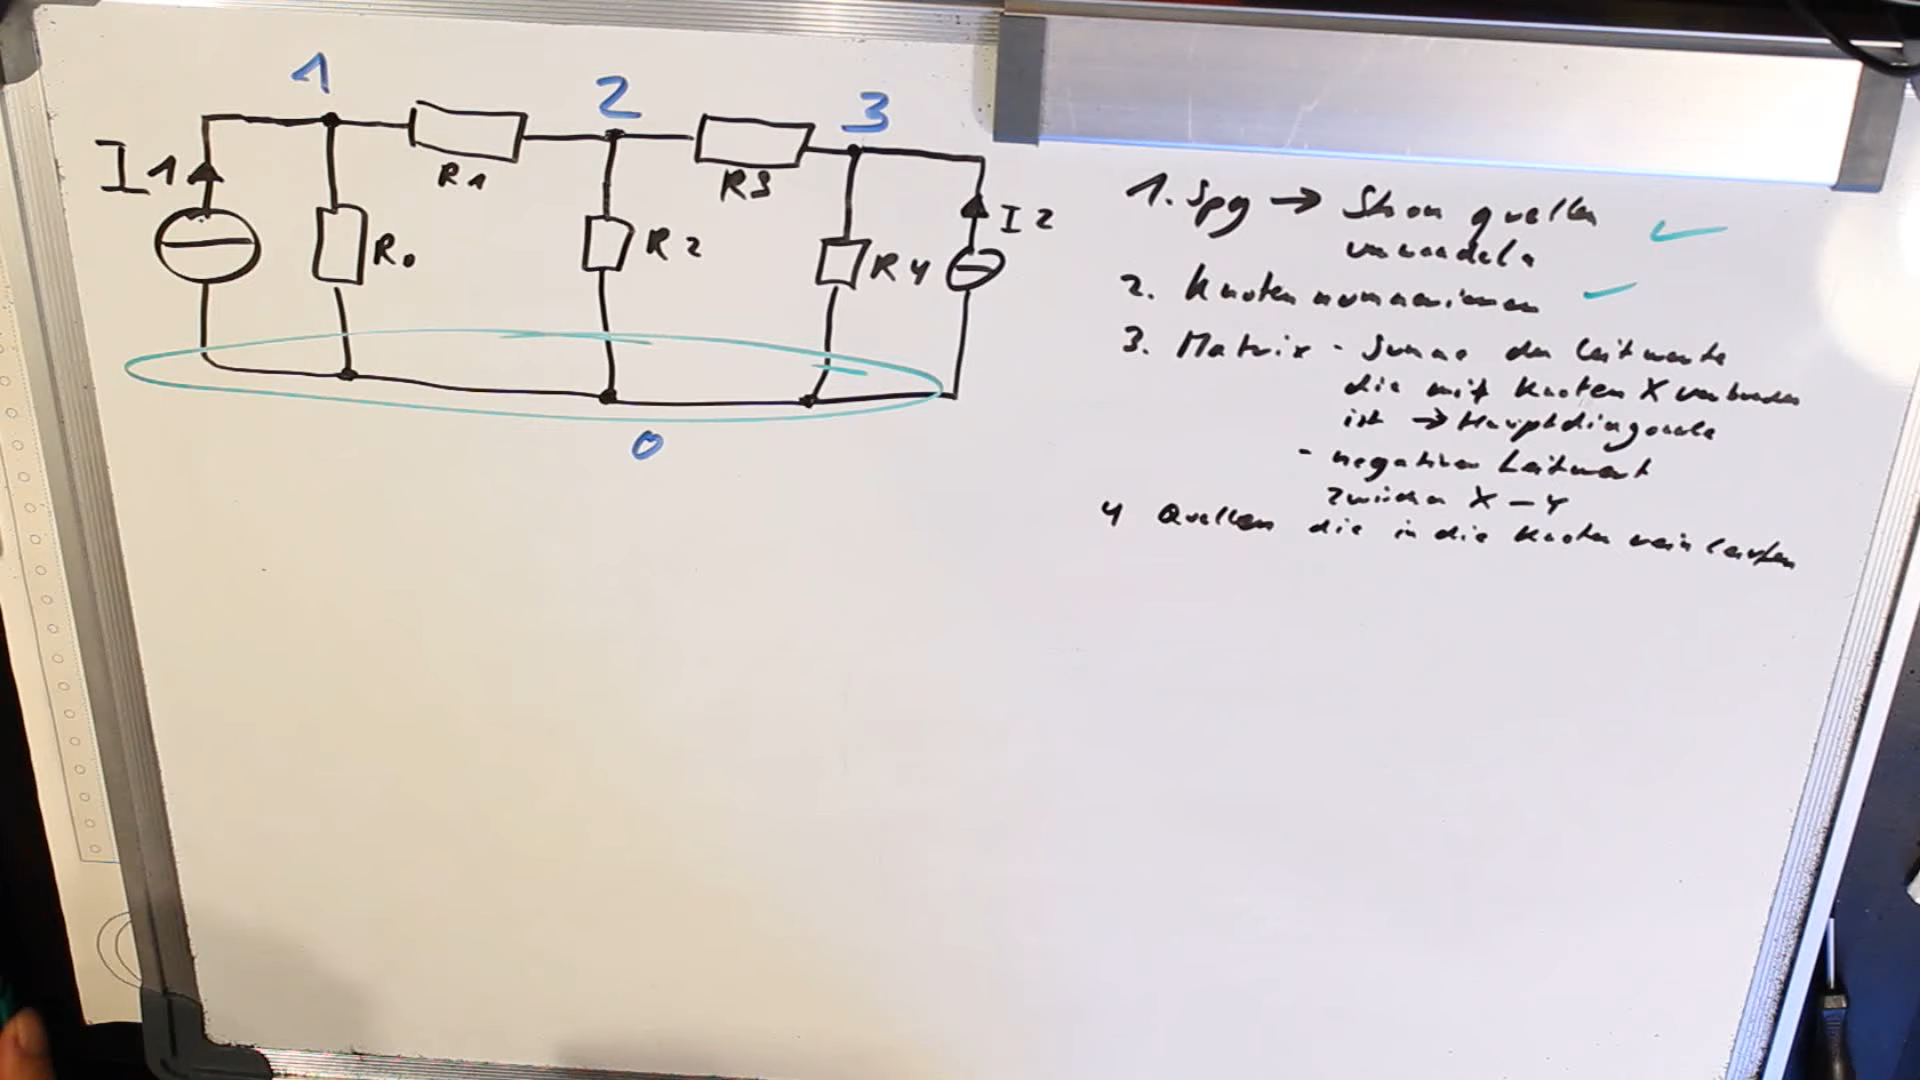 1
2
3
I1
R1
R3
I2
R0
R2
R4
0
1. Spg → Strom quellen
umwandeln
2. Knoten nummerieren
3. Matrix - Summe der Leitwerte
die mit Knoten X verbunden
ist → Hauptdiagonale
- negativer Leitwert
zwischen X - Y
4 Quellen die in die Knoten rein laufen